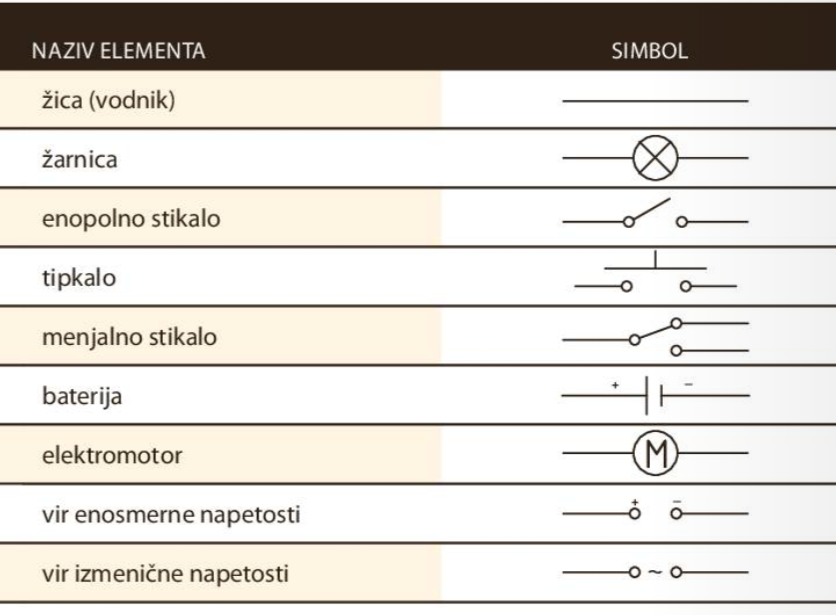 NAZIV ELEMENTA SIMBOL
žica (vodnik)
žarnica
enopolno stikalo
tipkalo
menjalno stikalo
baterija + −
elektromotor M
vir enosmerne napetosti + −
vir izmenične napetosti ~